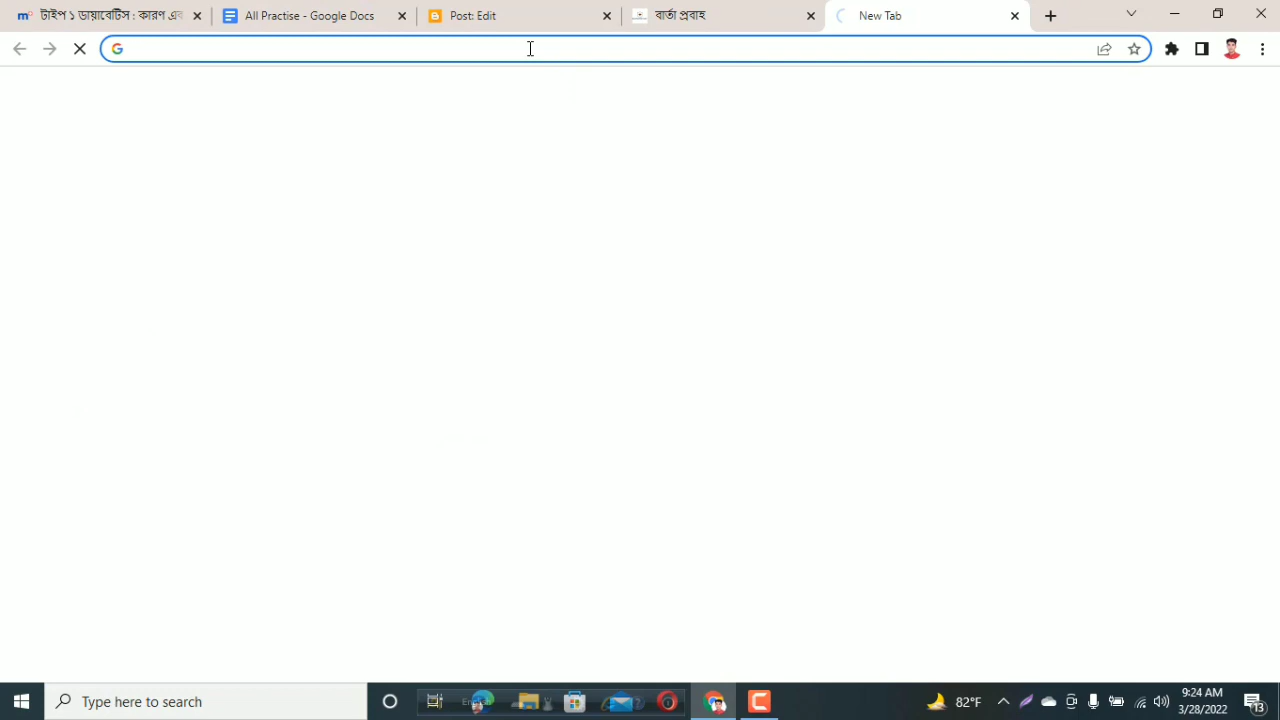 টাইপ ১ ডায়াবেটিস : কারণ এব
All Practise - Google Docs
Post: Edit
বার্তা প্রবাহ
New Tab
Type here to search
82°F
9:24 AM
3/28/2022
13